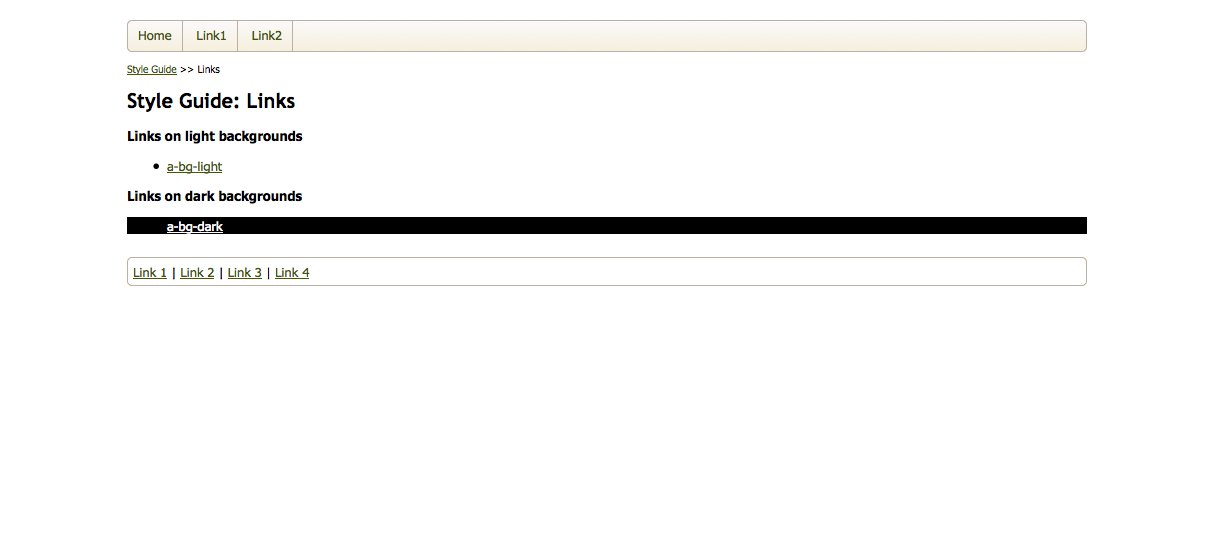 Home Link1 Link2
Style Guide >> Links
Style Guide: Links
Links on light backgrounds
a-bg-light
Links on dark backgrounds
a-bg-dark
Link 1 | Link 2 | Link 3 | Link 4